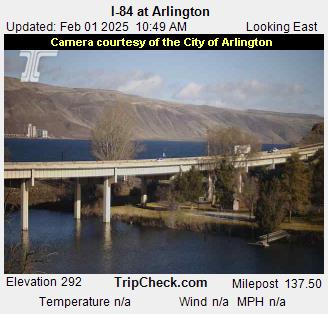 I-84 at Arlington
Updated: Feb 01 2025 10:49 AM Looking East
Camera courtesy of the City of Arlington
Elevation 292 TripCheck.com Milepost 137.50
Temperature n/a Wind n/a MPH n/a